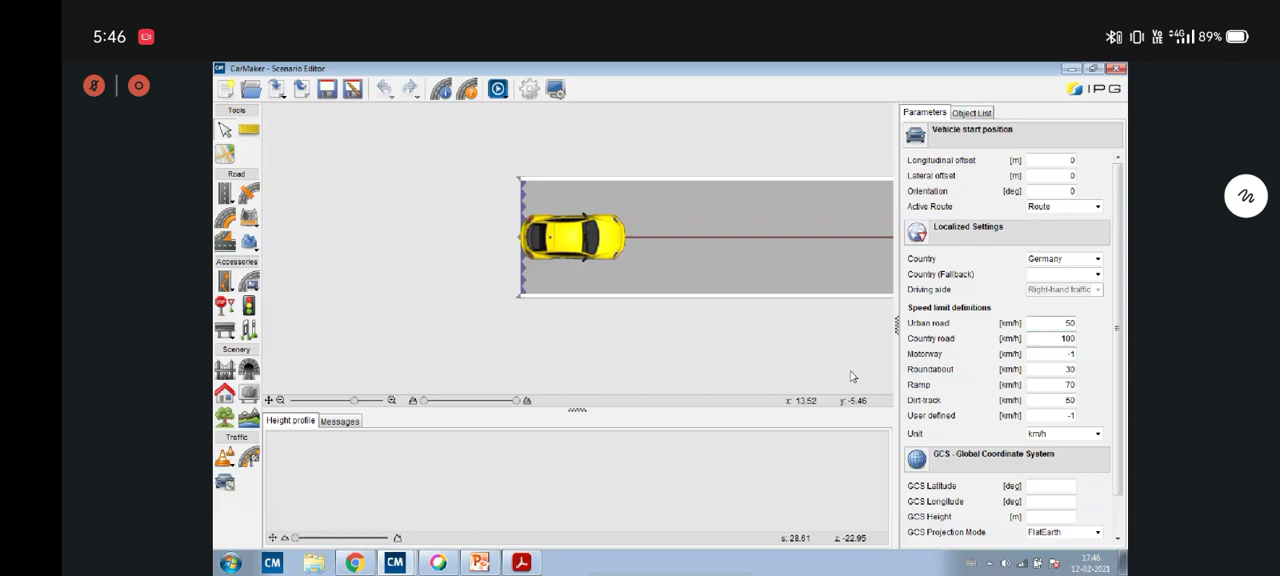 5:46
VO LTE 4G 89%
CarMaker - Scenario Editor
IPG
Tools
Road
Accessories
STOP
Scenery
Traffic
x: 13.52 y: -5.46
Height profile Messages
s: 28.61 z: -22.95
Parameters Object List
Vehicle start position
Longitudinal offset [m] 0
Lateral offset [m] 0
Orientation [deg] 0
Active Route Route
Localized Settings
Country Germany
Country (Fallback)
Driving side Right-hand traffic
Speed limit definitions
Urban road [km/h] 50
Country road [km/h] 100
Motorway [km/h] -1
Roundabout [km/h] 30
Ramp [km/h] 70
Dirt-track [km/h] 50
User defined [km/h] -1
Unit km/h
GCS - Global Coordinate System
GCS Latitude [deg]
GCS Longitude [deg]
GCS Height [m]
GCS Projection Mode FlatEarth
CM CM
17:46
12-02-2021